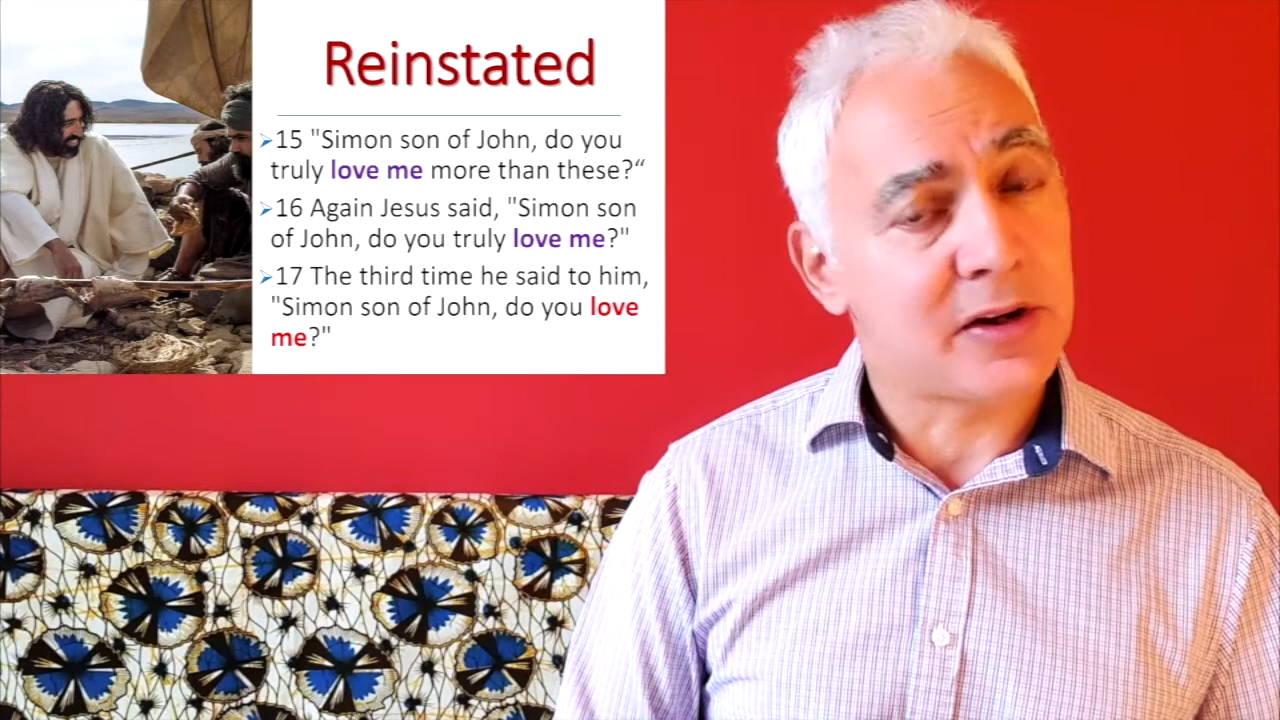 Reinstated
➢15 "Simon son of John, do you
truly love me more than these?“
➢16 Again Jesus said, "Simon son
of John, do you truly love me?"
➢17 The third time he said to him,
"Simon son of John, do you love
me?"